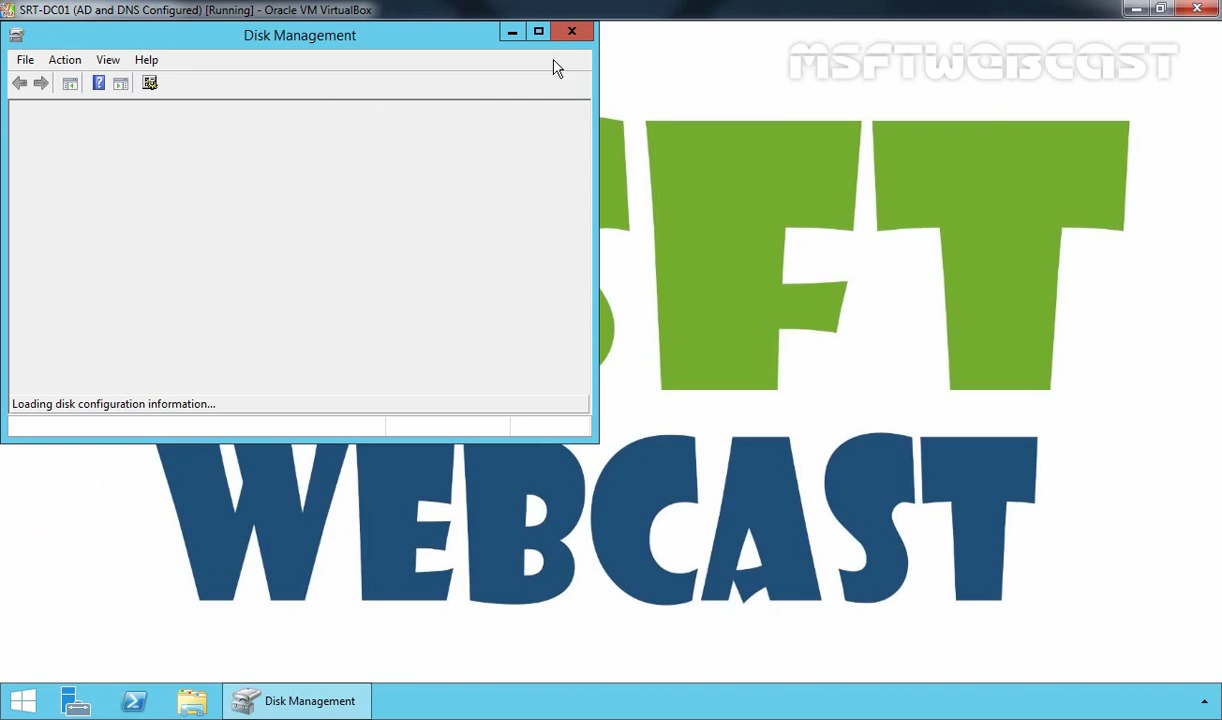 SRT-DC01 (AD and DNS Configured) [Running] - Oracle VM VirtualBox
MSFTWEBCAST
Disk Management
File Action View Help
Loading disk configuration information...
SFT
WEBCAST
Disk Management